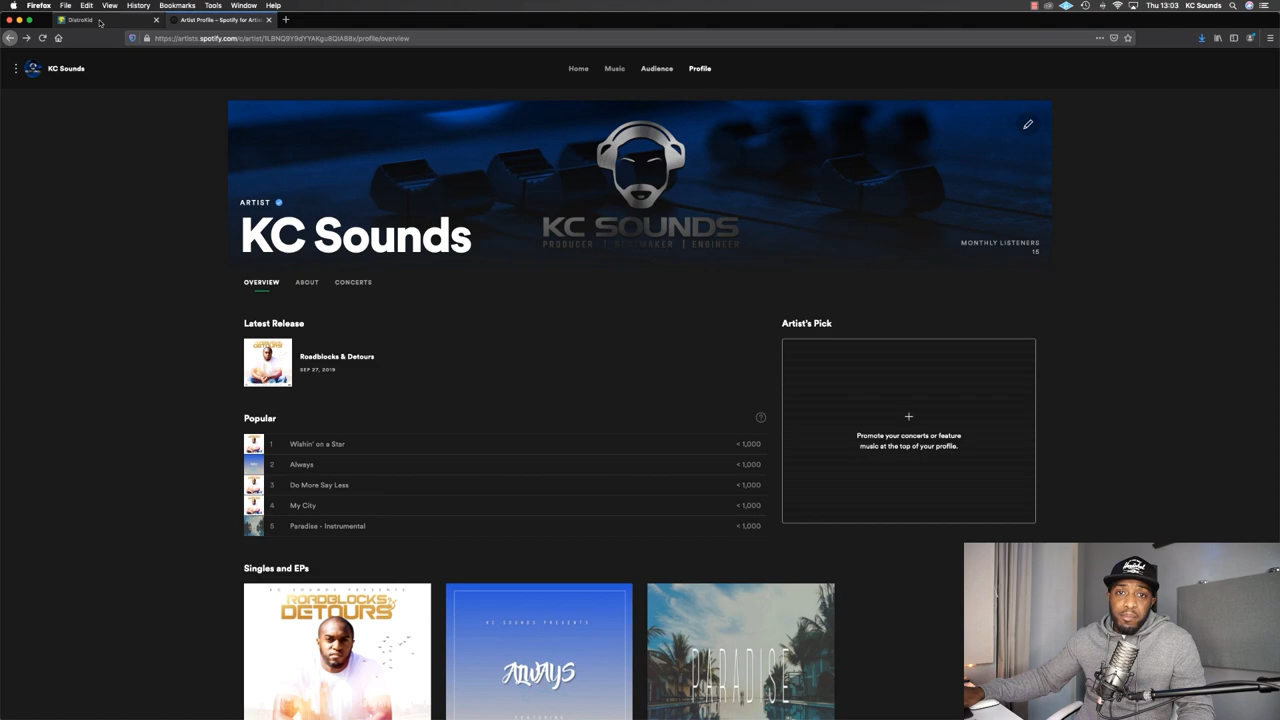 Firefox File Edit View History Bookmarks Tools Window Help Thu 13:03 KC Sounds
DistroKid Artist Profile – Spotify for Artis
https://artists.spotify.com/c/artist/1LBNQ9Y9dYYAKgu8QIAB8x/profile/overview
KC Sounds Home Music Audience Profile
KC SOUNDS
PRODUCER | BEATMAKER | ENGINEER
ARTIST
KC Sounds
MONTHLY LISTENERS
15
OVERVIEW ABOUT CONCERTS
Latest Release
Roadblocks & Detours
SEP 27, 2019
Artist's Pick
Promote your concerts or feature
music at the top of your profile.
Popular
1 Wishin' on a Star < 1,000
2 Always < 1,000
3 Do More Say Less < 1,000
4 My City < 1,000
5 Paradise - Instrumental < 1,000
Singles and EPs
KC SOUNDS PRESENTS
ROADBLOCKS &
DETOURS
KC SOUNDS PRESENTS
ALWAYS
FEATURING
PARADISE